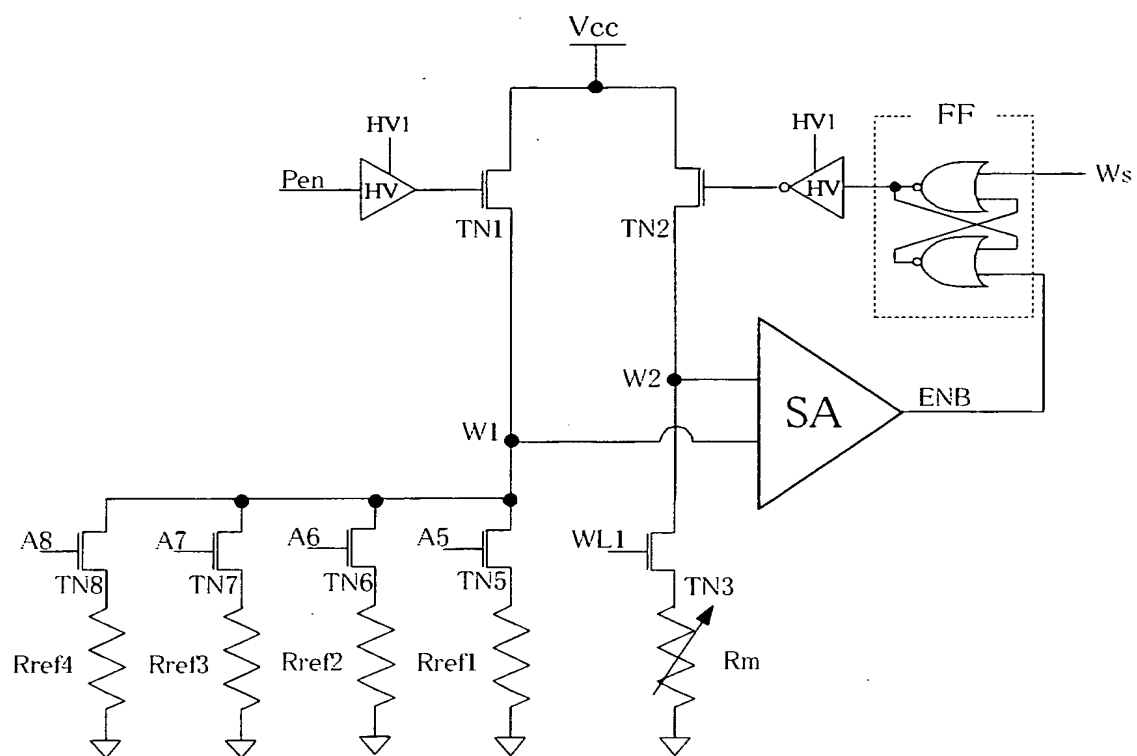 Vcc
HV1
HV1
FF
Pen
HV
HV
Ws
TN1
TN2
W2
SA
ENB
W1
A8
A7
A6
A5
WL1
TN8
TN7
TN6
TN5
TN3
Rref4
Rref3
Rref2
Rref1
Rm